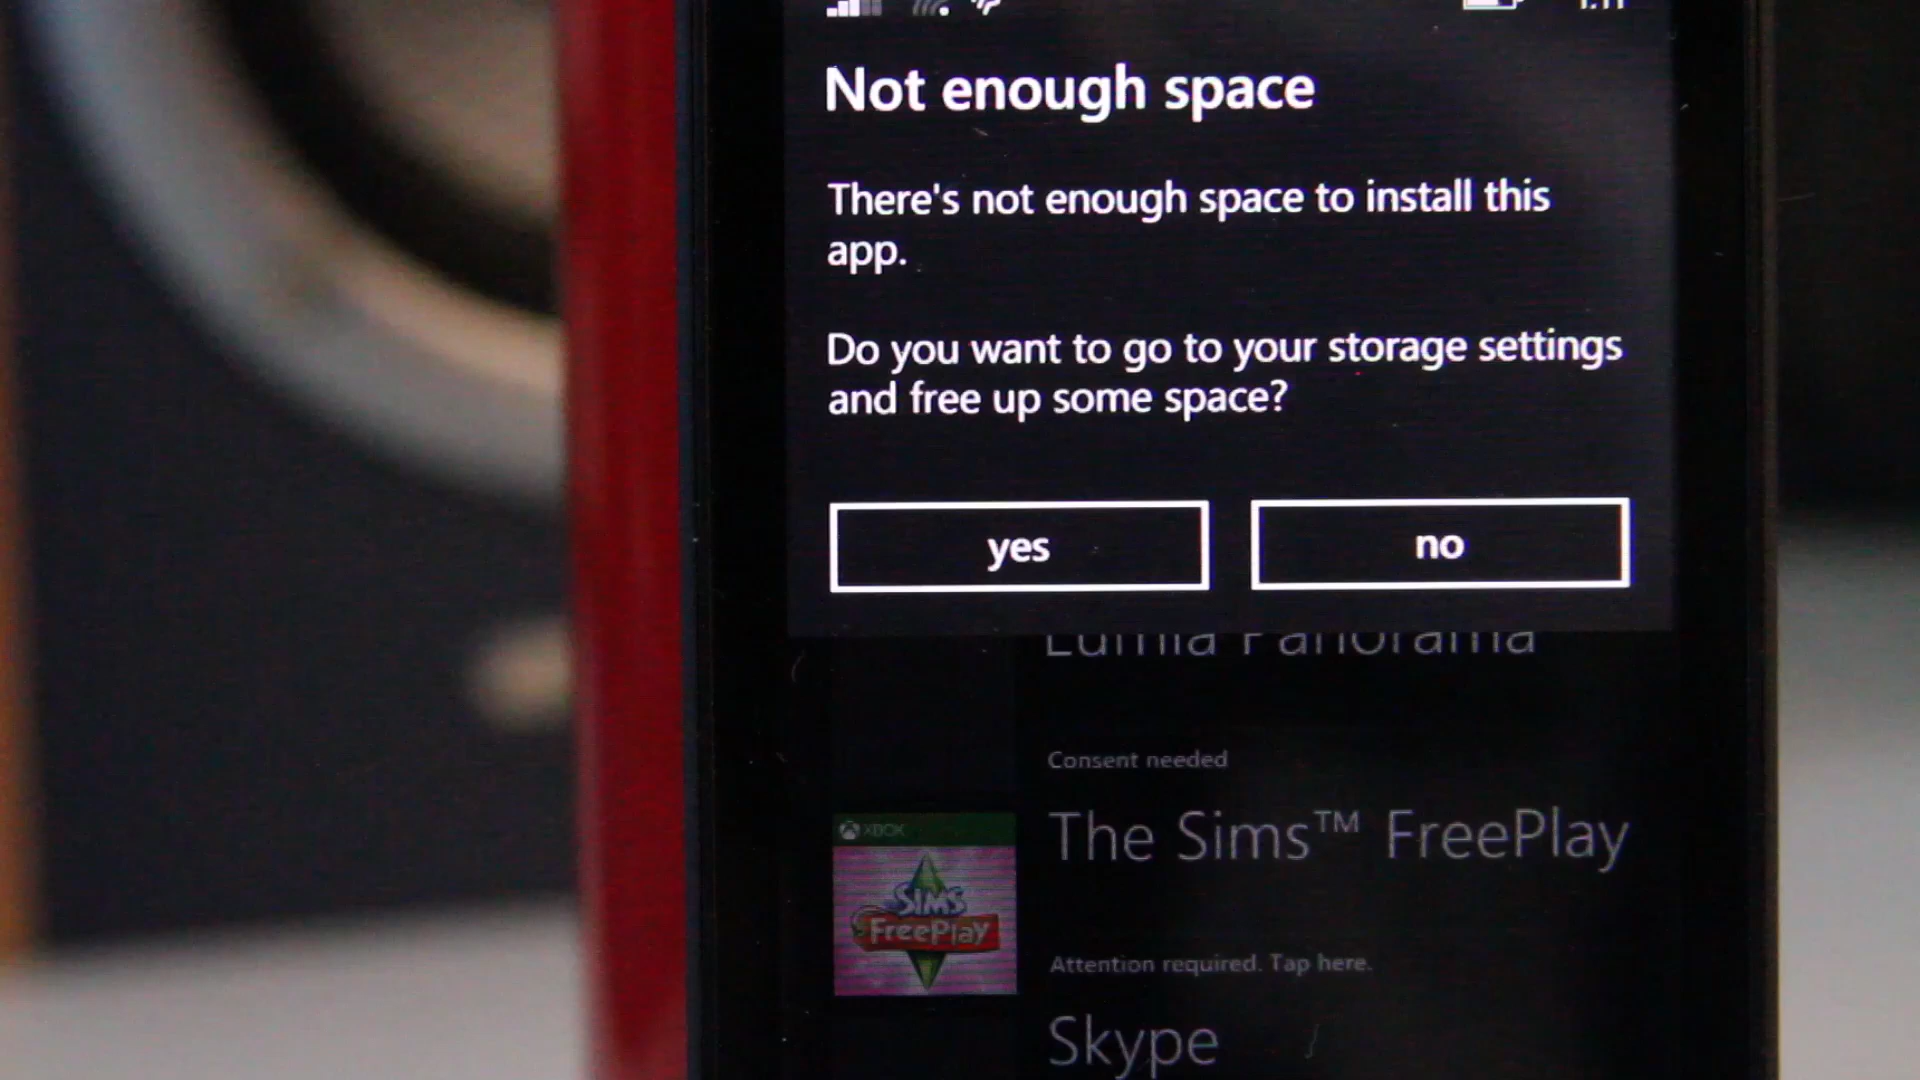 Not enough space
There's not enough space to install this
app.
Do you want to go to your storage settings
and free up some space?
yes
no
Lumia Panorama
Consent needed
The Sims™ FreePlay
XBOX
SIMS
FreePlay
Attention required. Tap here.
Skype